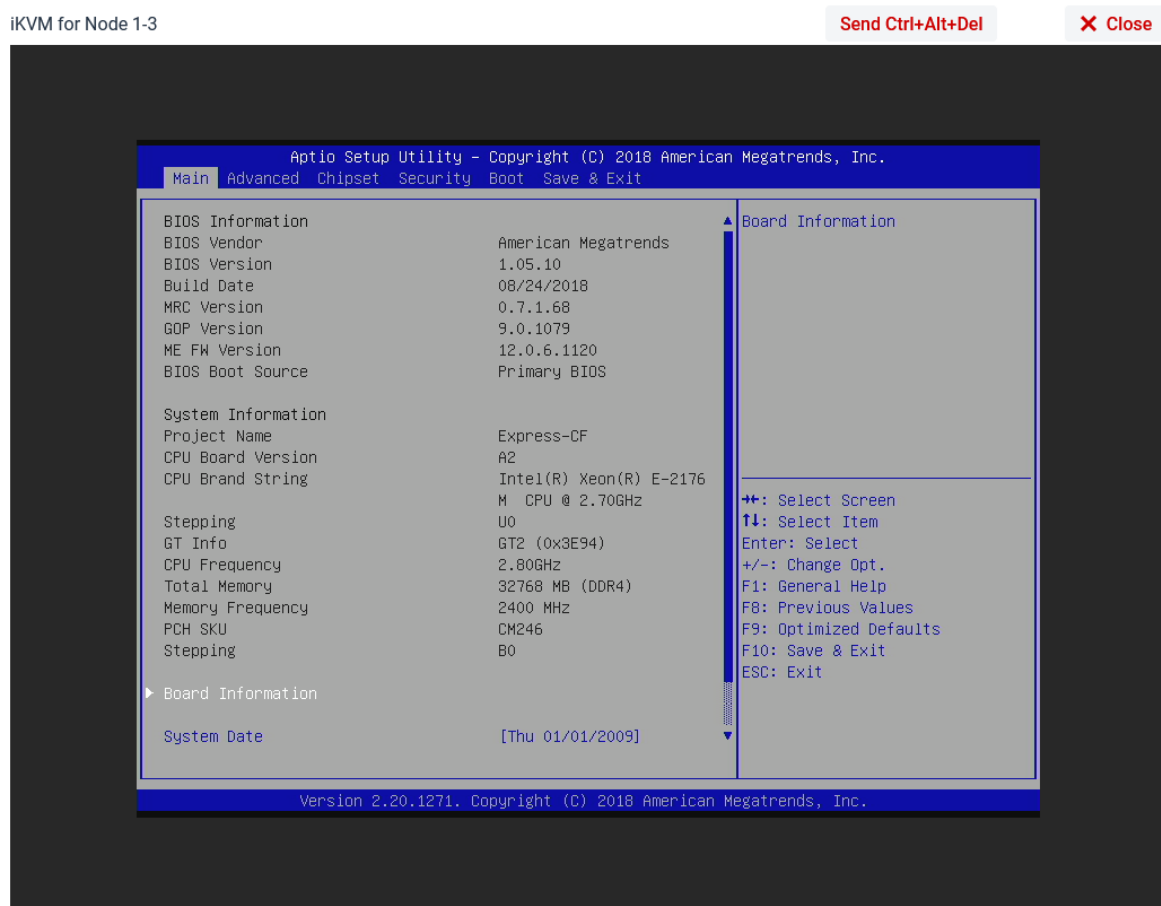 iKVM for Node 1-3
Send Ctrl+Alt+Del
Close
Aptio Setup Utility – Copyright (C) 2018 American Megatrends, Inc.
Main Advanced Chipset Security Boot Save & Exit
BIOS Information
BIOS Vendor American Megatrends
BIOS Version 1.05.10
Build Date 08/24/2018
MRC Version 0.7.1.68
GOP Version 9.0.1079
ME FW Version 12.0.6.1120
BIOS Boot Source Primary BIOS
System Information
Project Name Express-CF
CPU Board Version A2
CPU Brand String Intel(R) Xeon(R) E-2176
M CPU @ 2.70GHz
Stepping U0
GT Info GT2 (0x3E94)
CPU Frequency 2.80GHz
Total Memory 32768 MB (DDR4)
Memory Frequency 2400 MHz
PCH SKU CM246
Stepping B0
Board Information
System Date [Thu 01/01/2009]
Board Information
→←: Select Screen
↑↓: Select Item
Enter: Select
+/-: Change Opt.
F1: General Help
F8: Previous Values
F9: Optimized Defaults
F10: Save & Exit
ESC: Exit
Version 2.20.1271. Copyright (C) 2018 American Megatrends, Inc.